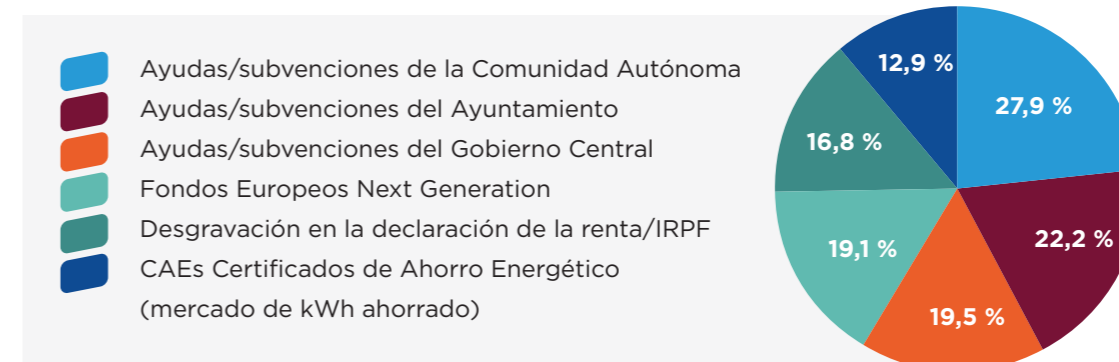 Ayudas/subvenciones de la Comunidad Autónoma
Ayudas/subvenciones del Ayuntamiento
Ayudas/subvenciones del Gobierno Central
Fondos Europeos Next Generation
Desgravación en la declaración de la renta/IRPF
CAEs Certificados de Ahorro Energético
(mercado de kWh ahorrado)
12,9 %
27,9 %
16,8 %
22,2 %
19,1 %
19,5 %